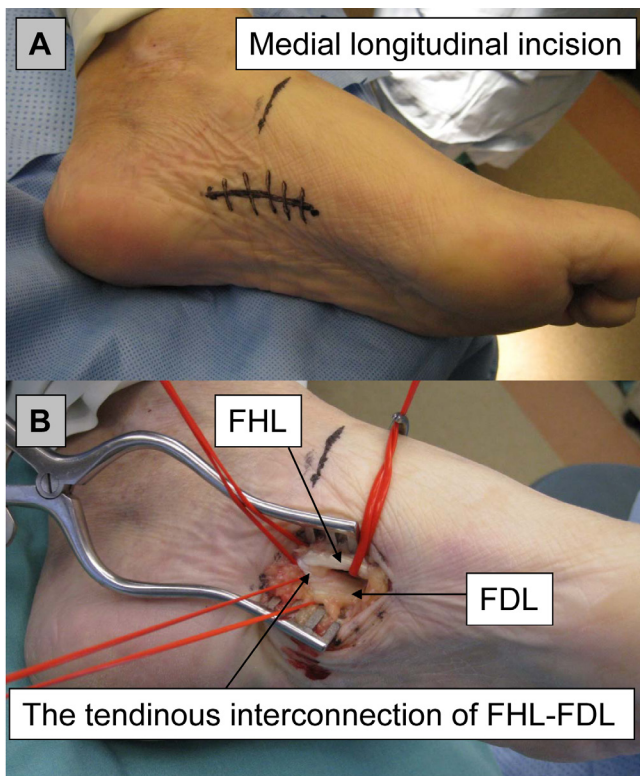 A
Medial longitudinal incision
B
FHL
FDL
The tendinous interconnection of FHL-FDL